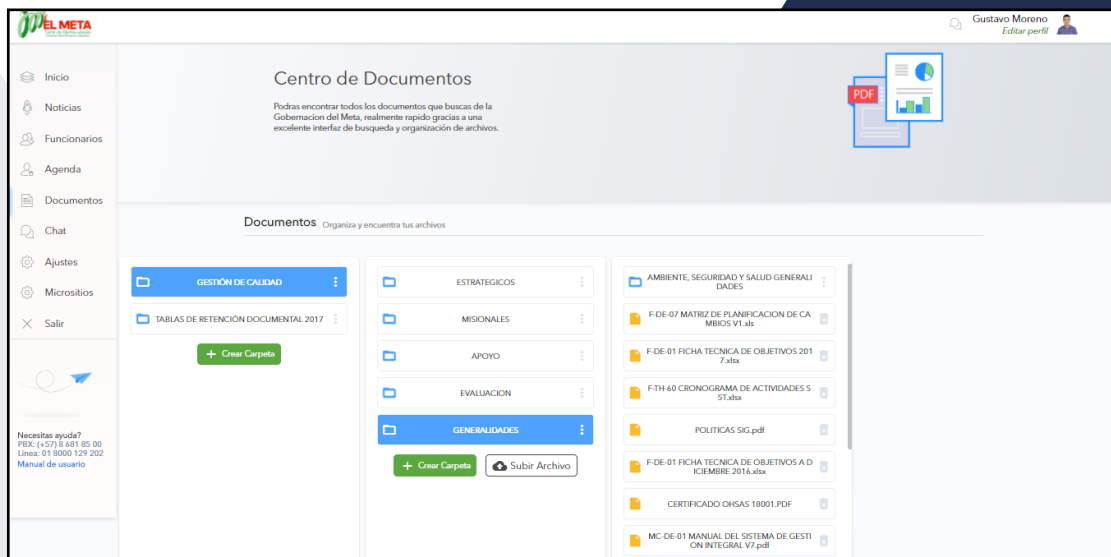 EL META
Gustavo Moreno
Editar perfil
Inicio
Noticias
Funcionarios
Agenda
Documentos
Chat
Ajustes
Micrositios
Salir
Necesitas ayuda?
PBX: (+57) 8 681 85 00
Línea: 01 8000 129 202
Manual de usuario
Centro de Documentos
Podras encontrar todos los documentos que buscas de la
Gobernacion del Meta, realmente rapido gracias a una
excelente interfaz de busqueda y organización de archivos.
PDF
Documentos Organiza y encuentra tus archivos
GESTIÓN DE CALIDAD
TABLAS DE RETENCIÓN DOCUMENTAL 2017
+ Crear Carpeta
ESTRATEGICOS
MISIONALES
APOYO
EVALUACION
GENERALIDADES
+ Crear Carpeta
Subir Archivo
AMBIENTE, SEGURIDAD Y SALUD GENERALI
DADES
F-DE-07 MATRIZ DE PLANIFICACION DE CA
MBIOS V1.xls
F-DE-01 FICHA TECNICA DE OBJETIVOS 201
7.xlsx
F-TH-60 CRONOGRAMA DE ACTIVIDADES S
ST.xlsx
POLITICAS SIG.pdf
F-DE-01 FICHA TECNICA DE OBJETIVOS A D
ICIEMBRE 2016.xlsx
CERTIFICADO OHSAS 18001.PDF
MC-DE-01 MANUAL DEL SISTEMA DE GESTI
ON INTEGRAL V7.pdf